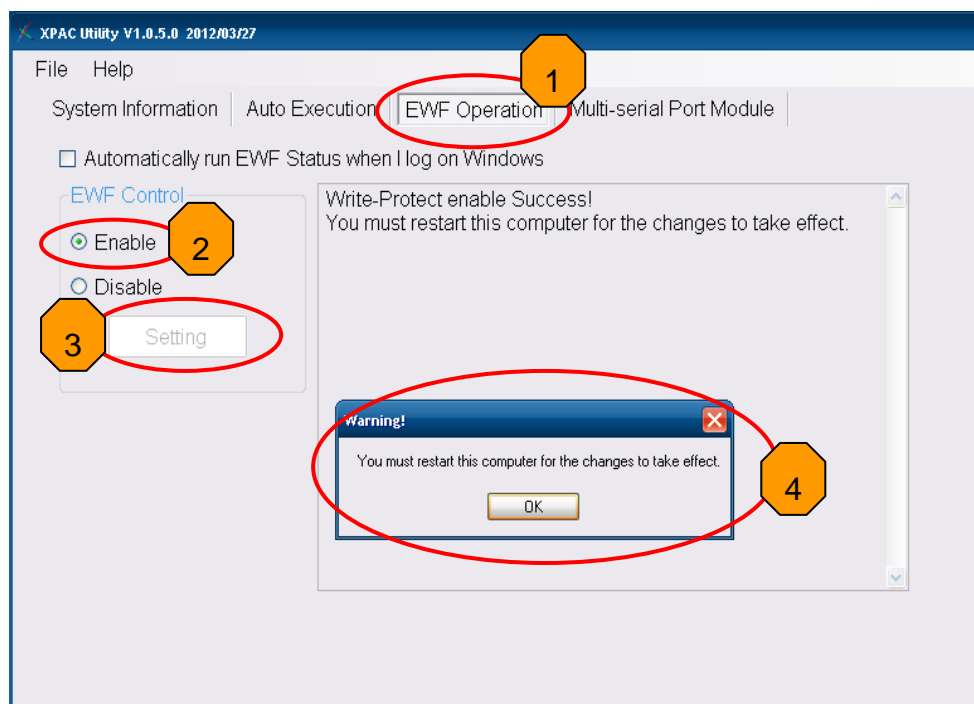 XPAC Utility V1.0.5.0 2012/03/27
File Help
1
System Information Auto Execution EWF Operation Multi-serial Port Module
Automatically run EWF Status when I log on Windows
EWF Control
Enable
2
Disable
3
Setting
Write-Protect enable Success!
You must restart this computer for the changes to take effect.
Warning!
You must restart this computer for the changes to take effect.
OK
4